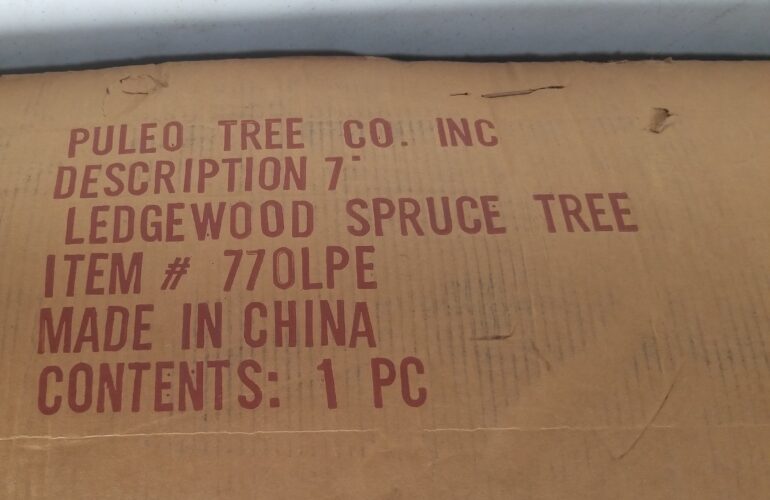 PULEO TREE CO. INC
DESCRIPTION 7'
LEDGEWOOD SPRUCE TREE
ITEM # 770LPE
MADE IN CHINA
CONTENTS: 1 PC